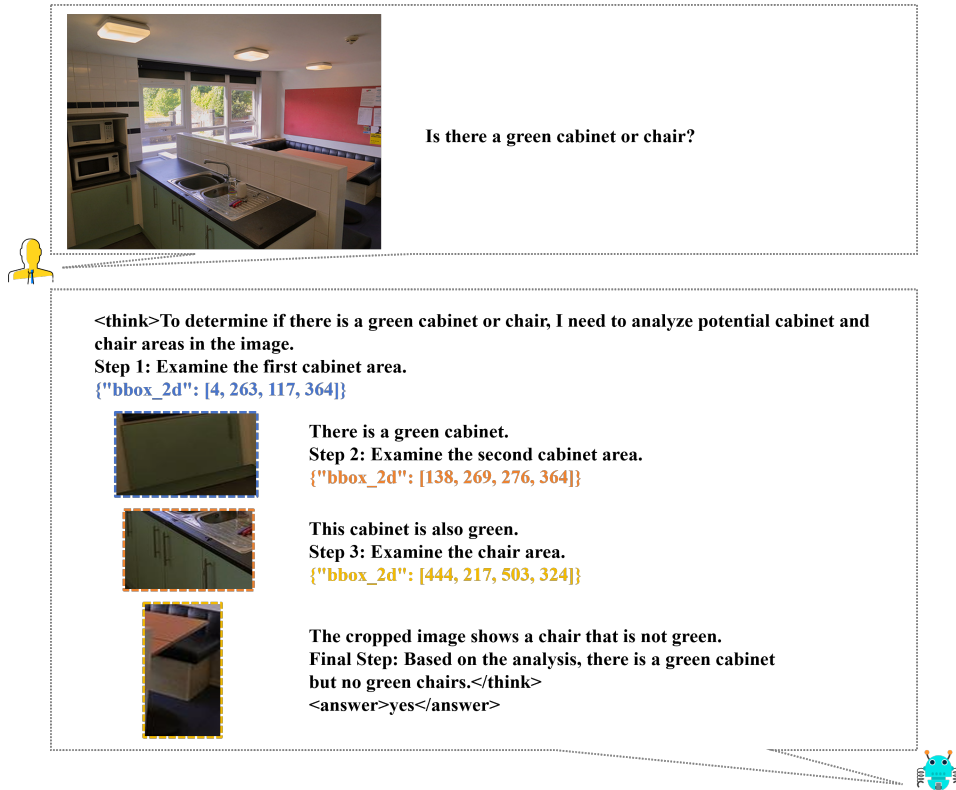 Is there a green cabinet or chair?
<think>To determine if there is a green cabinet or chair, I need to analyze potential cabinet and
chair areas in the image.
Step 1: Examine the first cabinet area.
{"bbox_2d": [4, 263, 117, 364]}
There is a green cabinet.
Step 2: Examine the second cabinet area.
{"bbox_2d": [138, 269, 276, 364]}
This cabinet is also green.
Step 3: Examine the chair area.
{"bbox_2d": [444, 217, 503, 324]}
The cropped image shows a chair that is not green.
Final Step: Based on the analysis, there is a green cabinet
but no green chairs.</think>
<answer>yes</answer>